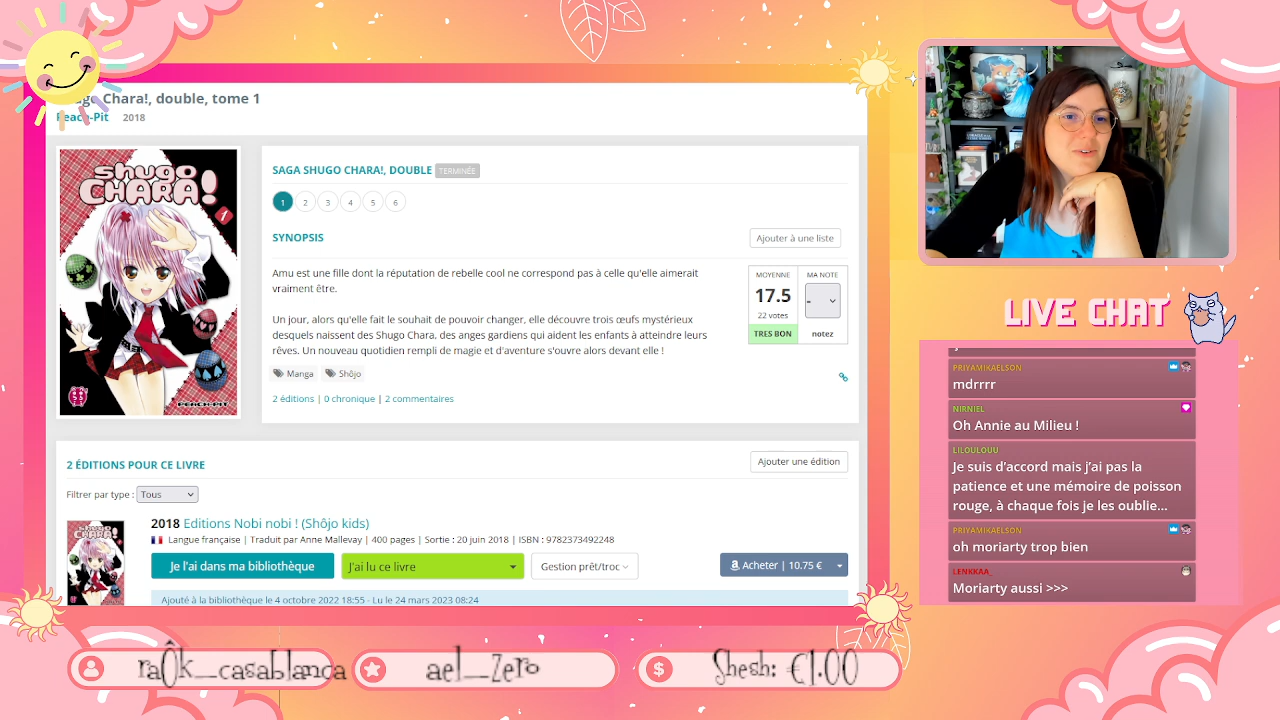 Chara!, double, tome 1
Peach-Pit 2018
shugo
CHARA!
1
PEACH-PIT
SAGA SHUGO CHARA!, DOUBLE TERMINÉE
1 2 3 4 5 6
SYNOPSIS
Ajouter à une liste
Amu est une fille dont la réputation de rebelle cool ne correspond pas à celle qu'elle aimerait
vraiment être.
Un jour, alors qu'elle fait le souhait de pouvoir changer, elle découvre trois œufs mystérieux
desquels naissent des Shugo Chara, des anges gardiens qui aident les enfants à atteindre leurs
rêves. Un nouveau quotidien rempli de magie et d'aventure s'ouvre alors devant elle !
MOYENNE MA NOTE
17.5 -
22 votes
TRES BON notez
Manga Shôjo
2 éditions | 0 chronique | 2 commentaires
2 ÉDITIONS POUR CE LIVRE
Ajouter une édition
Filtrer par type : Tous
shugo
CHARA!
2018 Editions Nobi nobi ! (Shôjo kids)
Langue française | Traduit par Anne Mallevay | 400 pages | Sortie : 20 juin 2018 | ISBN : 9782373492248
Je l'ai dans ma bibliothèque
J'ai lu ce livre
Gestion prêt/troc
Acheter | 10.75 €
Ajouté à la bibliothèque le 4 octobre 2022 18:55 - Lu le 24 mars 2023 08:24
LIVE CHAT
PRIYAMIKAELSON
mdrrrr
NIRNIEL
Oh Annie au Milieu !
LILOULOUU
Je suis d'accord mais j'ai pas la
patience et une mémoire de poisson
rouge, à chaque fois je les oublie...
PRIYAMIKAELSON
oh moriarty trop bien
LENKKAA_
Moriarty aussi >>>
raÔk_casablanca
ael_Zero
$
Shesh: €1.00